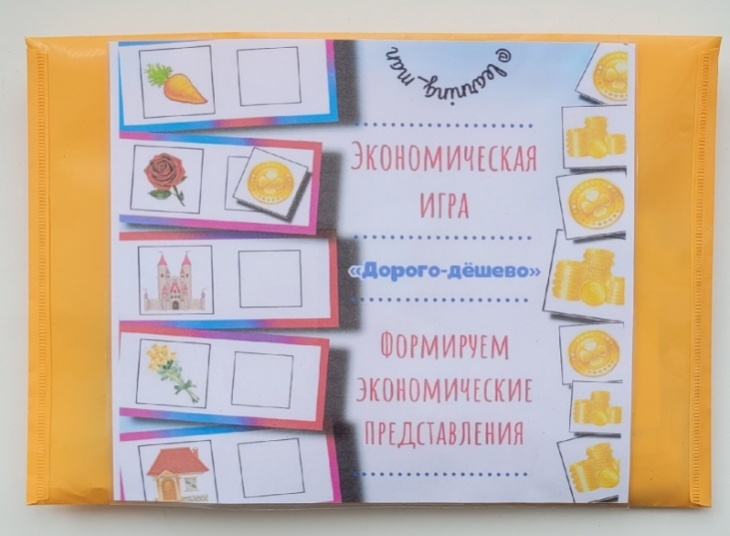 @learning_man
ЭКОНОМИЧЕСКАЯ
ИГРА
«Дорого-дёшево»
ФОРМИРУЕМ
ЭКОНОМИЧЕСКИЕ
ПРЕДСТАВЛЕНИЯ